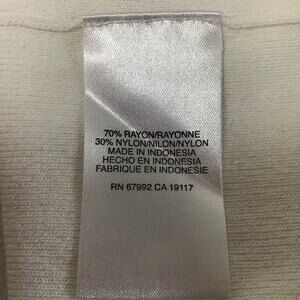 70% RAYON/RAYONNE
30% NYLON/NILON/NYLON
MADE IN INDONESIA
HECHO EN INDONESIA
FABRIQUE EN INDONESIE
RN 67992 CA 19117